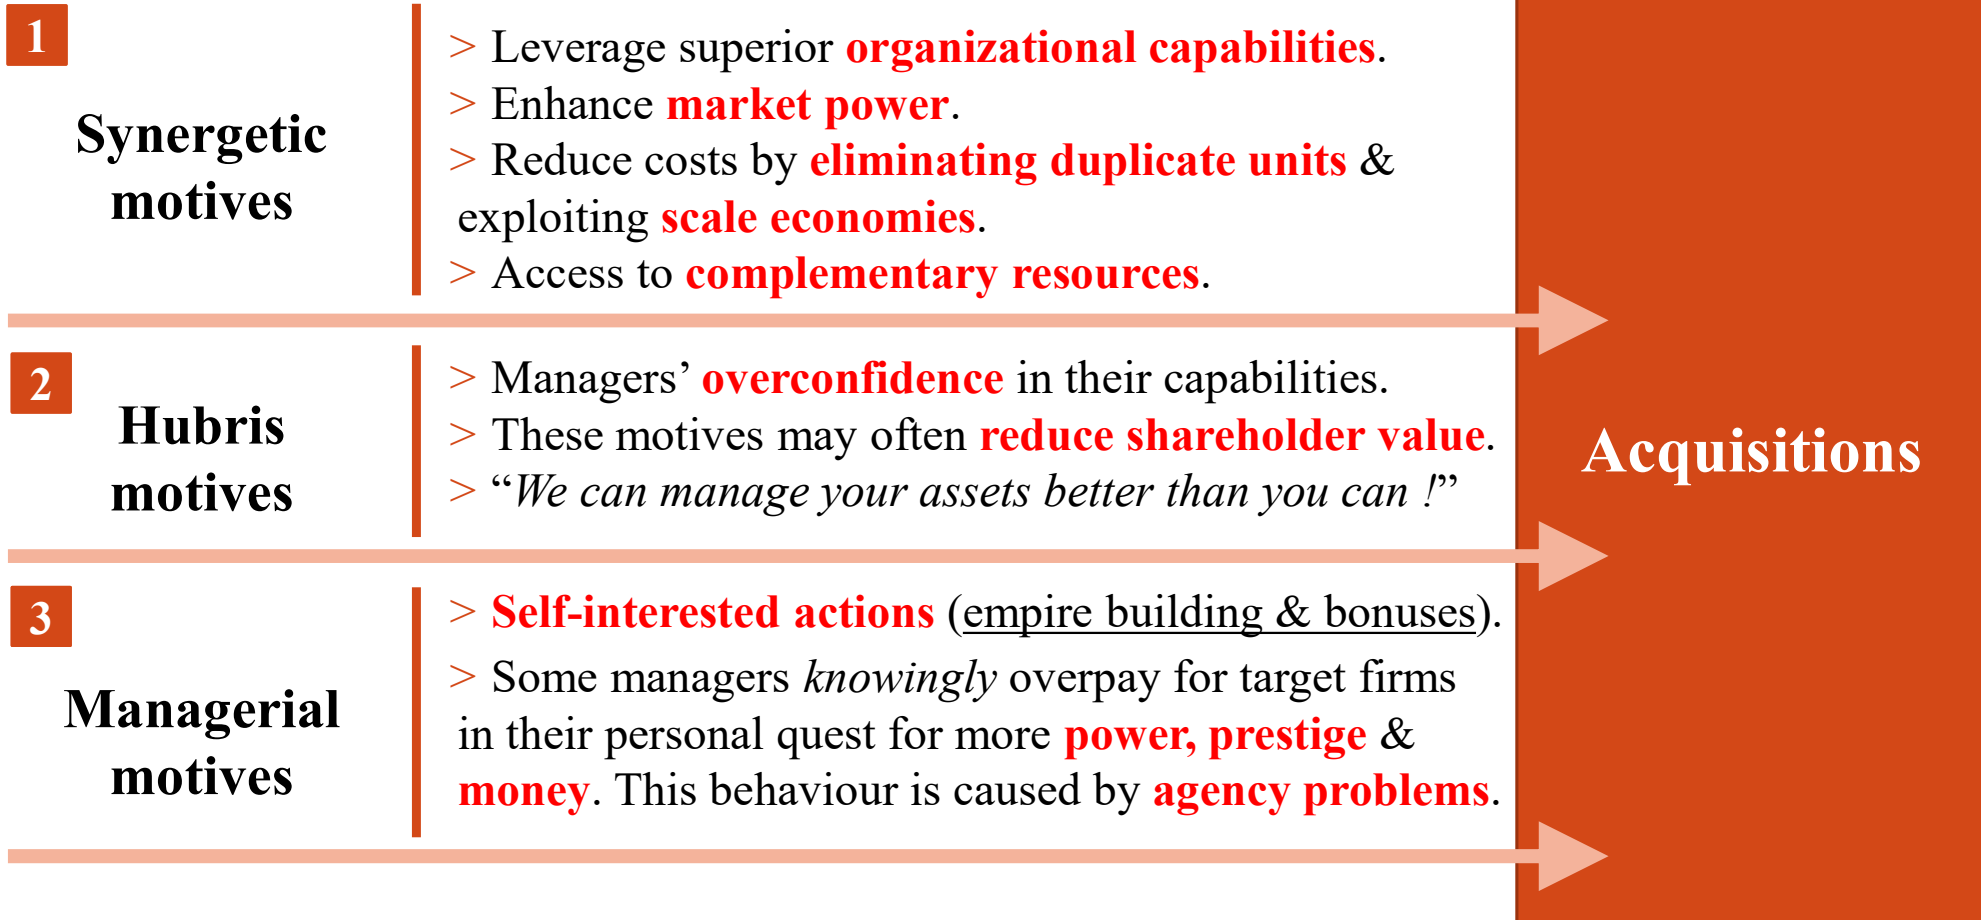 1
Synergetic
motives
> Leverage superior organizational capabilities.
> Enhance market power.
> Reduce costs by eliminating duplicate units &
exploiting scale economies.
> Access to complementary resources.
2
Hubris
motives
> Managers’ overconfidence in their capabilities.
> These motives may often reduce shareholder value.
> “We can manage your assets better than you can !”
3
Managerial
motives
> Self-interested actions (empire building & bonuses).
> Some managers knowingly overpay for target firms
in their personal quest for more power, prestige &
money. This behaviour is caused by agency problems.
Acquisitions